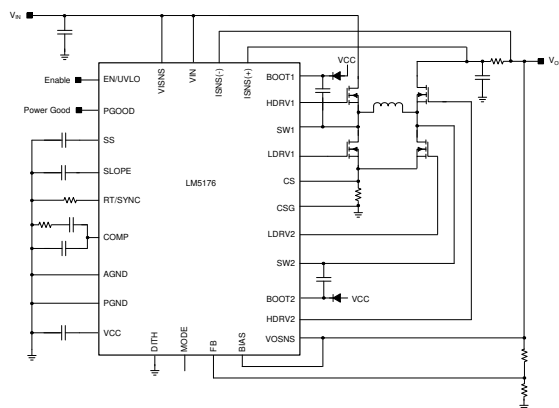 VIN
VCC
VO
Enable
EN/UVLO
VISNS
VIN
ISNS(-)
ISNS(+)
BOOT1
Power Good
PGOOD
HDRV1
SS
SW1
SLOPE
LDRV1
LM5176
RT/SYNC
CS
CSG
COMP
LDRV2
AGND
SW2
PGND
BOOT2
VCC
HDRV2
VCC
VOSNS
DITH
MODE
FB
BIAS